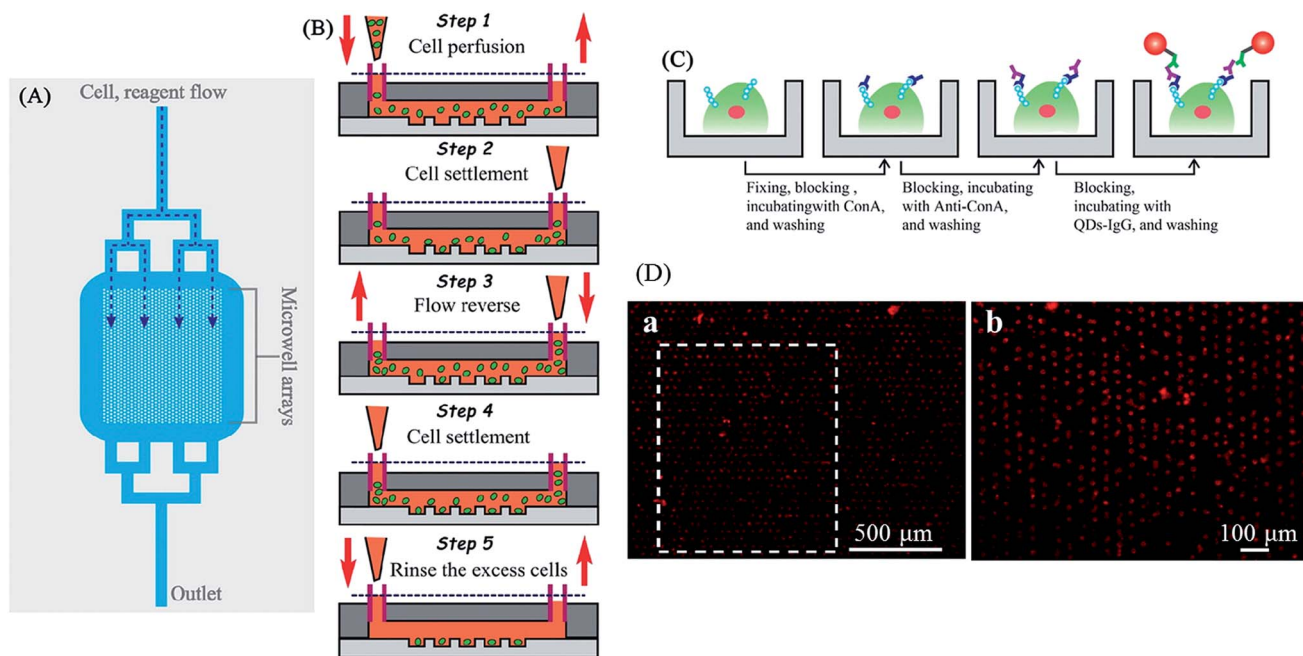 (A)
Cell, reagent flow
Microwell arrays
Outlet
(B)
Step 1
Cell perfusion
Step 2
Cell settlement
Step 3
Flow reverse
Step 4
Cell settlement
Step 5
Rinse the excess cells
(C)
Fixing, blocking ,
incubatingwith ConA,
and washing
Blocking, incubating
with Anti-ConA,
and washing
Blocking,
incubating with
QDs-IgG, and washing
(D)
a
500 μm
b
100 μm